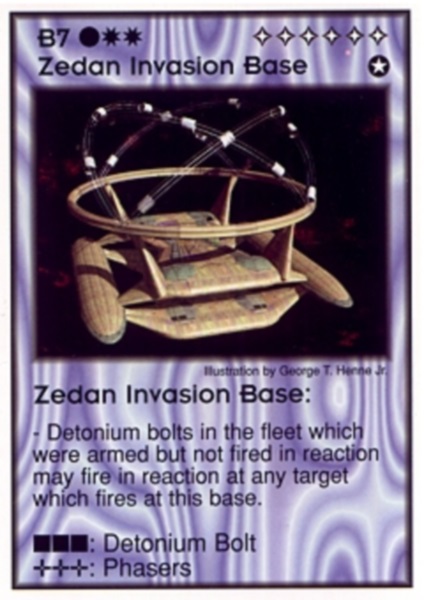 B7
Zedan Invasion Base
Illustration by George T. Henne Jr.
Zedan Invasion Base:
- Detonium bolts in the fleet which
were armed but not fired in reaction
may fire in reaction at any target
which fires at this base.
■■■: Detonium Bolt
✢✢✢: Phasers